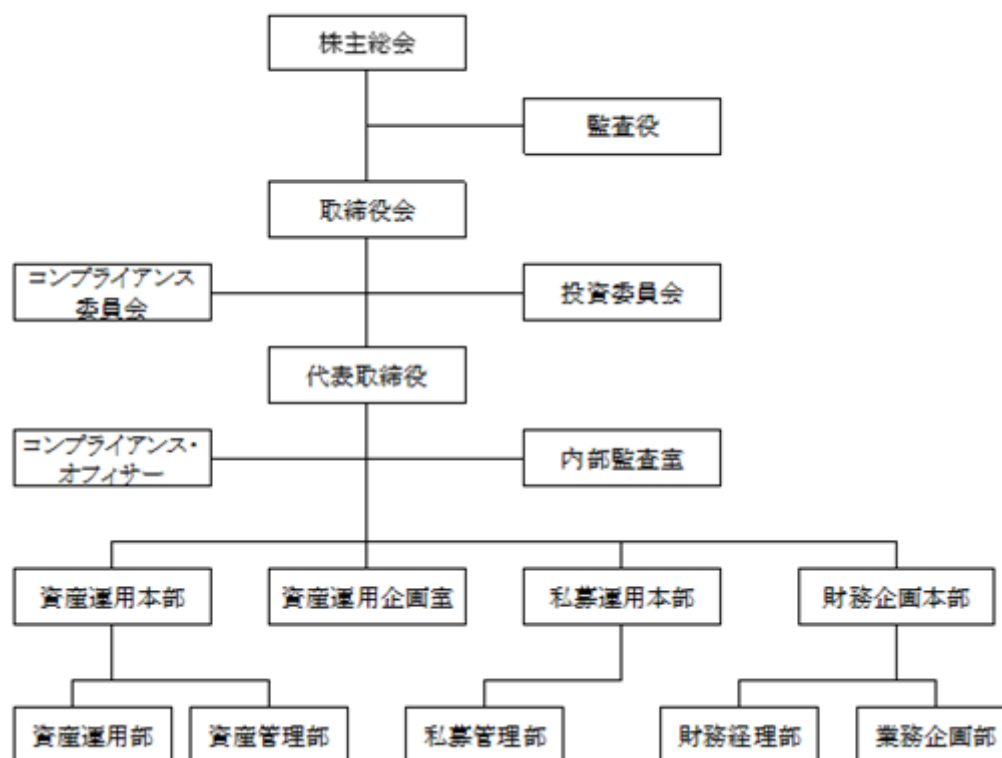 株主総会
監査役
取締役会
コンプライアンス
委員会
投資委員会
代表取締役
コンプライアンス・
オフィサー
内部監査室
資産運用本部
資産運用企画室
私募運用本部
財務企画本部
資産運用部
資産管理部
私募管理部
財務経理部
業務企画部